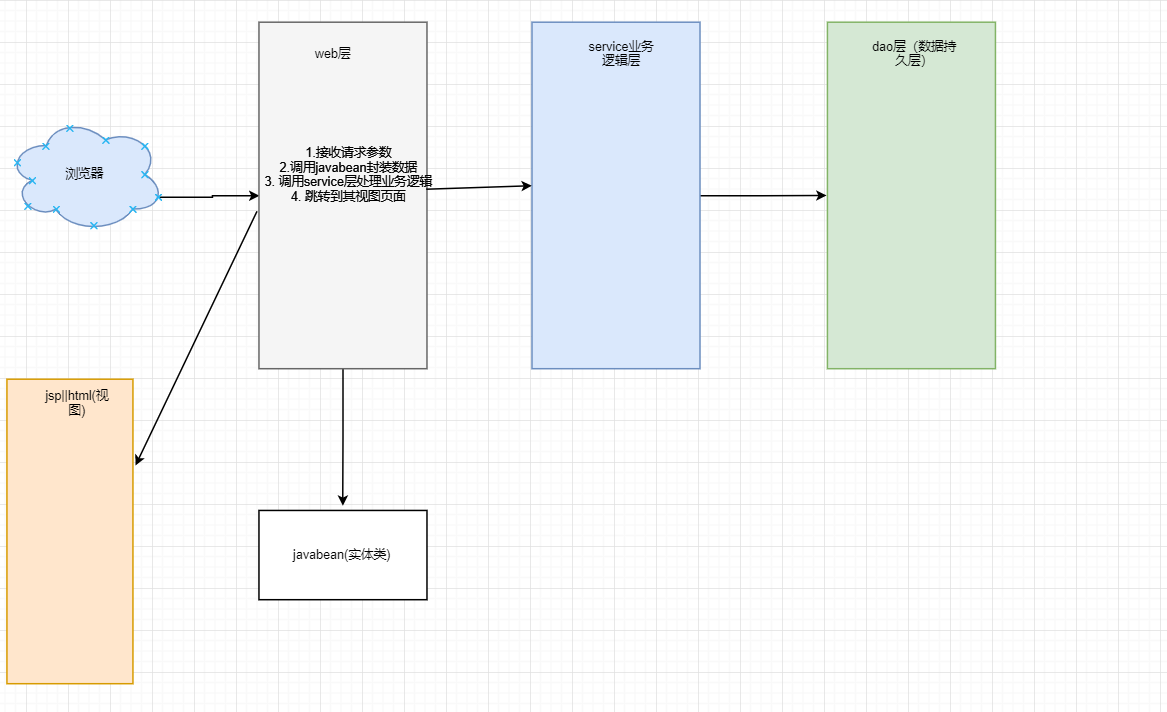 web层
service业务
逻辑层
dao层（数据持
久层）
1.接收请求参数
2.调用javabean封装数据
3. 调用service层处理业务逻辑
4. 跳转到其视图页面
浏览器
jsp||html(视
图)
javabean(实体类)